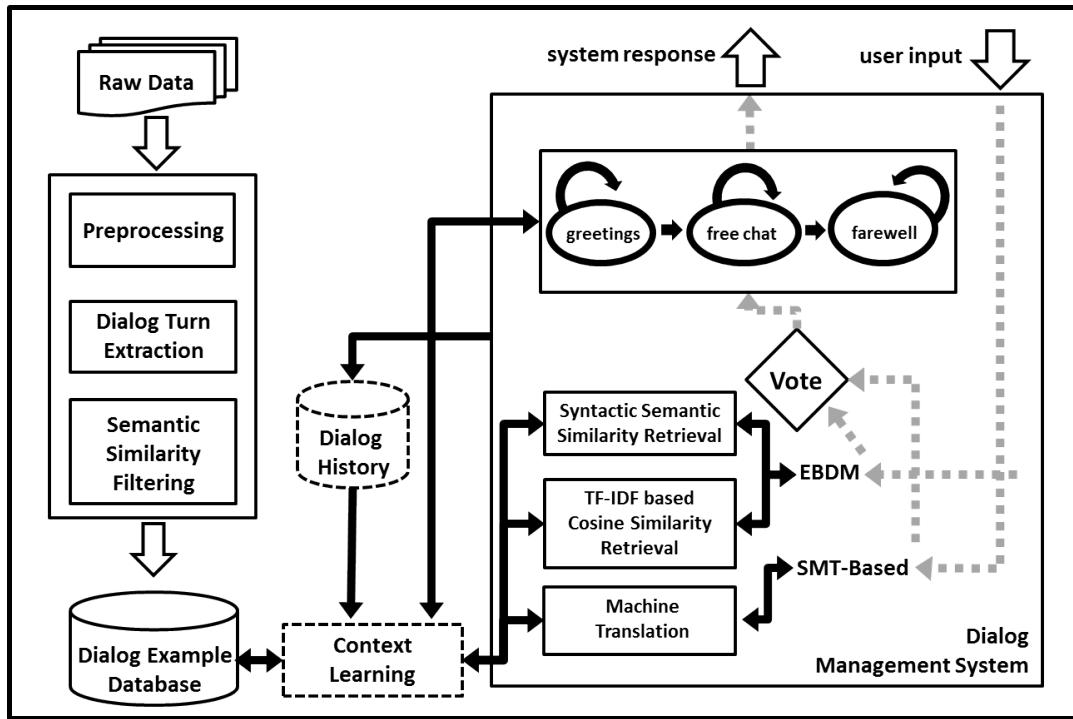 system response
user input
Raw Data
Preprocessing
Dialog Turn
Extraction
Semantic
Similarity
Filtering
Dialog Example
Database
Dialog
History
Context
Learning
greetings
free chat
farewell
Vote
Syntactic Semantic
Similarity Retrieval
TF-IDF based
Cosine Similarity
Retrieval
Machine
Translation
EBDM
SMT-Based
Dialog
Management System